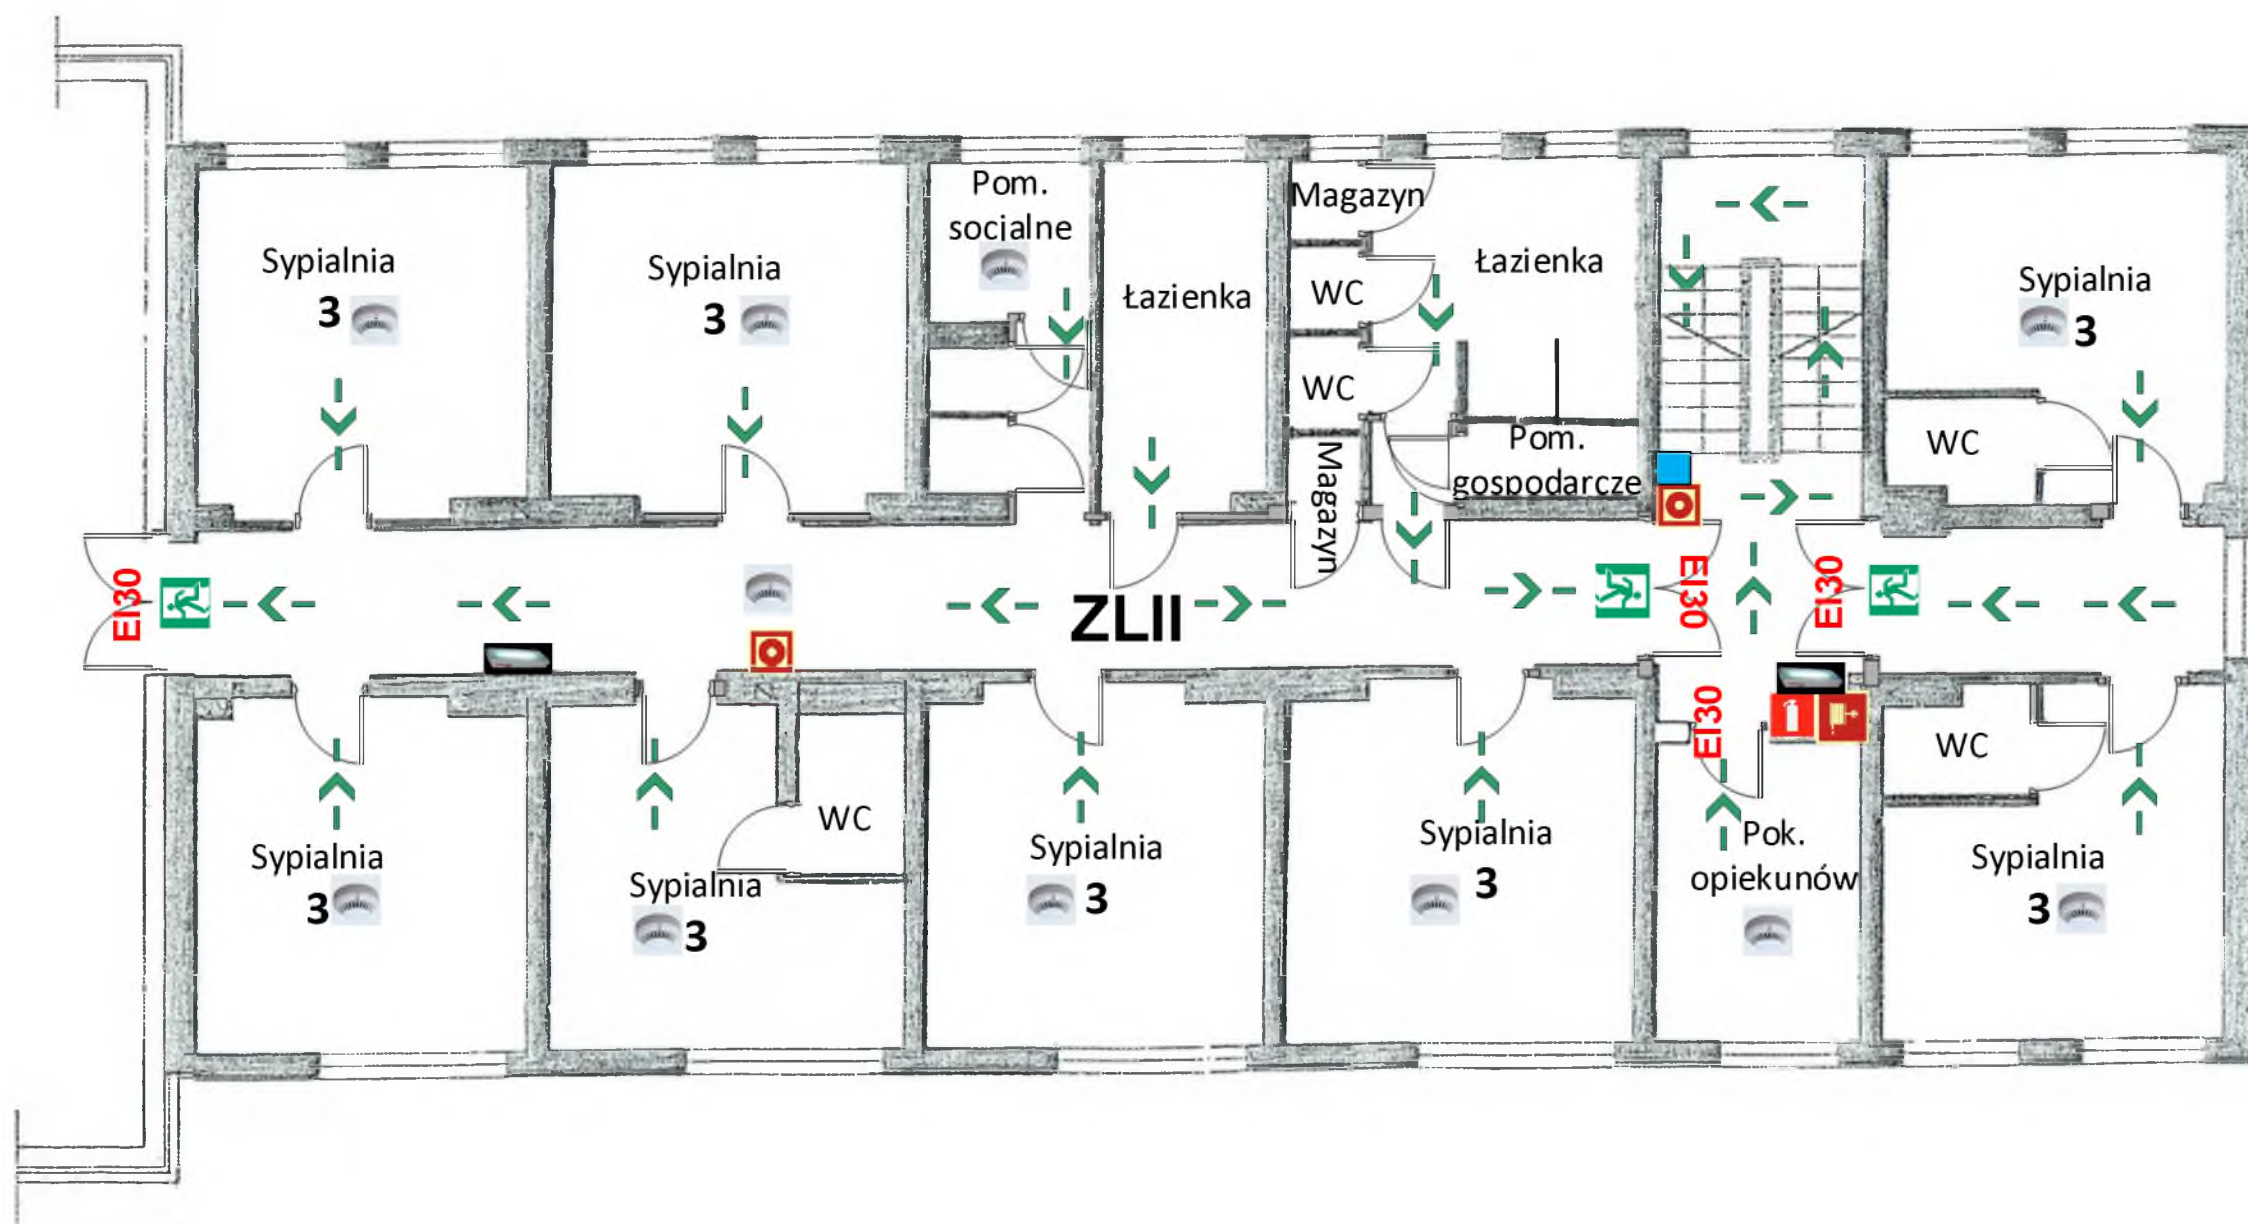 Pom.
socialne
Magazyn
Sypialnia
3
Sypialnia
3
Łazienka
WC
Łazienka
Sypialnia
3
WC
Magazyn
Pom.
gospodarcze
WC
EI30
ZLII
EI30
EI30
EI30
WC
Sypialnia
3
Sypialnia
3
WC
Sypialnia
3
Sypialnia
3
Pok.
opiekunów
Sypialnia
3